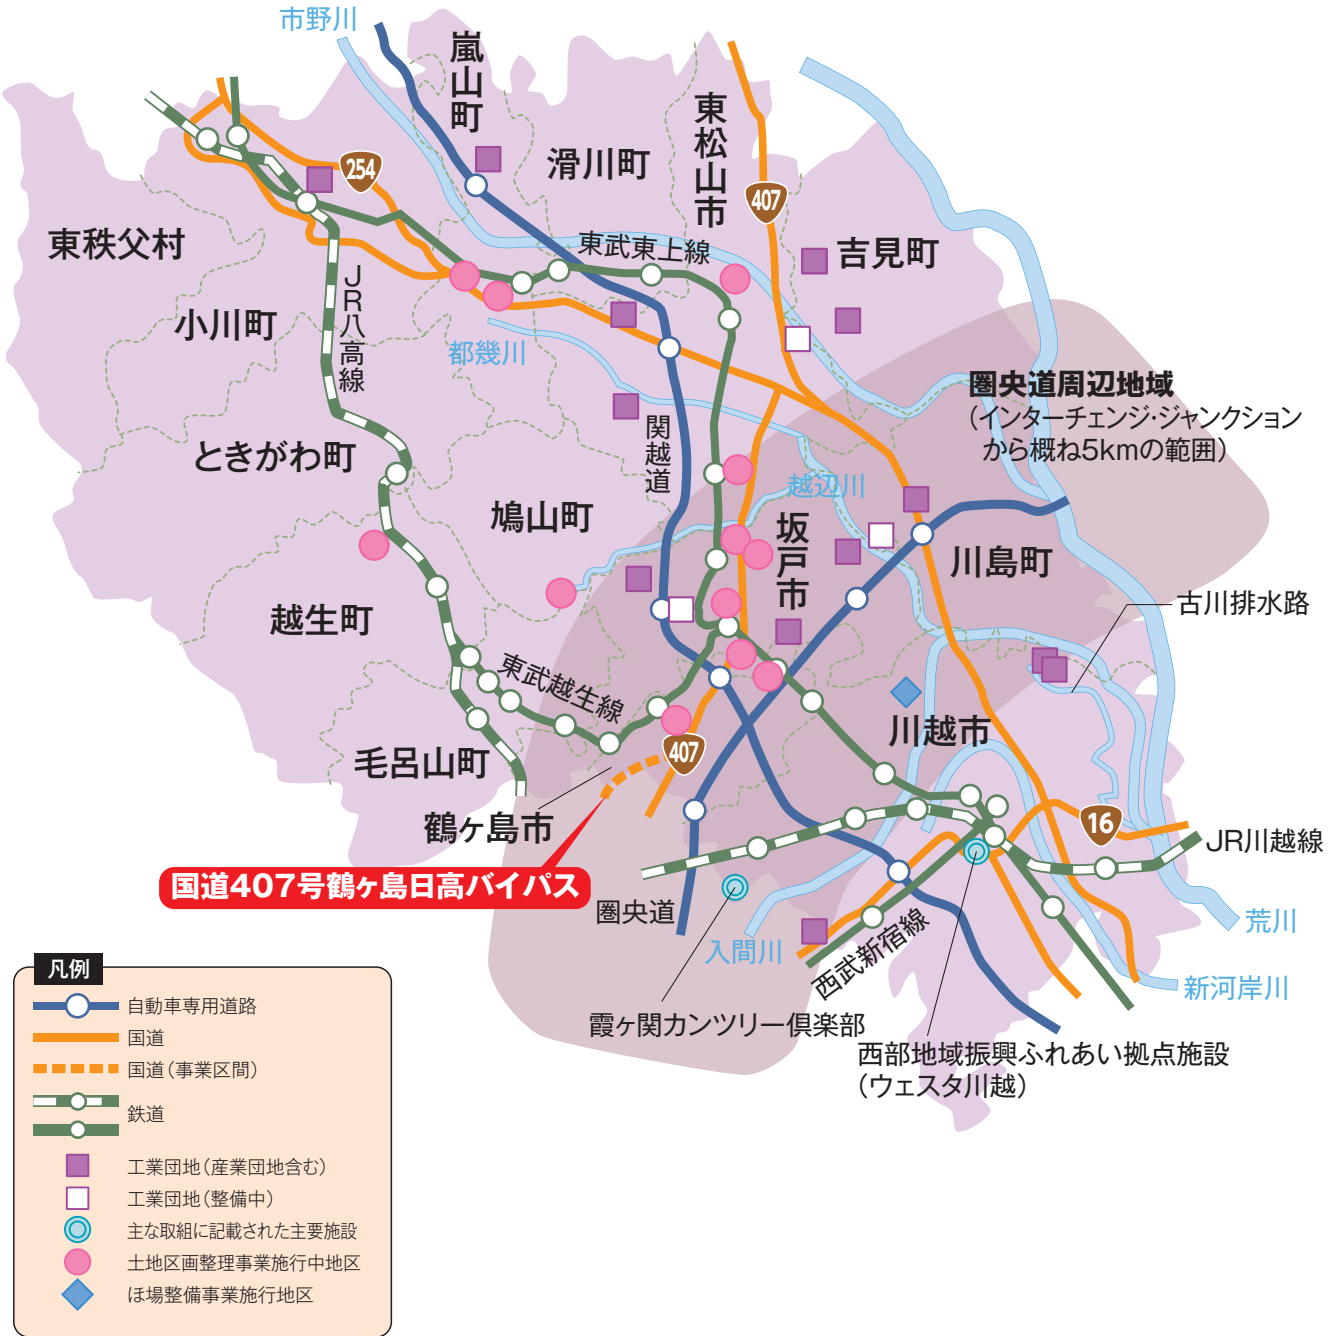 市野川
嵐山町
滑川町
東松山市
254
407
東秩父村
東武東上線
吉見町
小川町
JR八高線
都幾川
圏央道周辺地域
(インターチェンジ・ジャンクション
から概ね5kmの範囲)
ときがわ町
関越道
越辺川
鳩山町
坂戸市
川島町
古川排水路
越生町
東武越生線
川越市
毛呂山町
407
鶴ヶ島市
16
JR川越線
国道407号鶴ヶ島日高バイパス
圏央道
荒川
入間川
西武新宿線
新河岸川
霞ヶ関カンツリー倶楽部
西部地域振興ふれあい拠点施設
(ウェスタ川越)
凡例
自動車専用道路
国道
国道(事業区間)
鉄道
工業団地(産業団地含む)
工業団地(整備中)
主な取組に記載された主要施設
土地区画整理事業施行中地区
ほ場整備事業施行地区